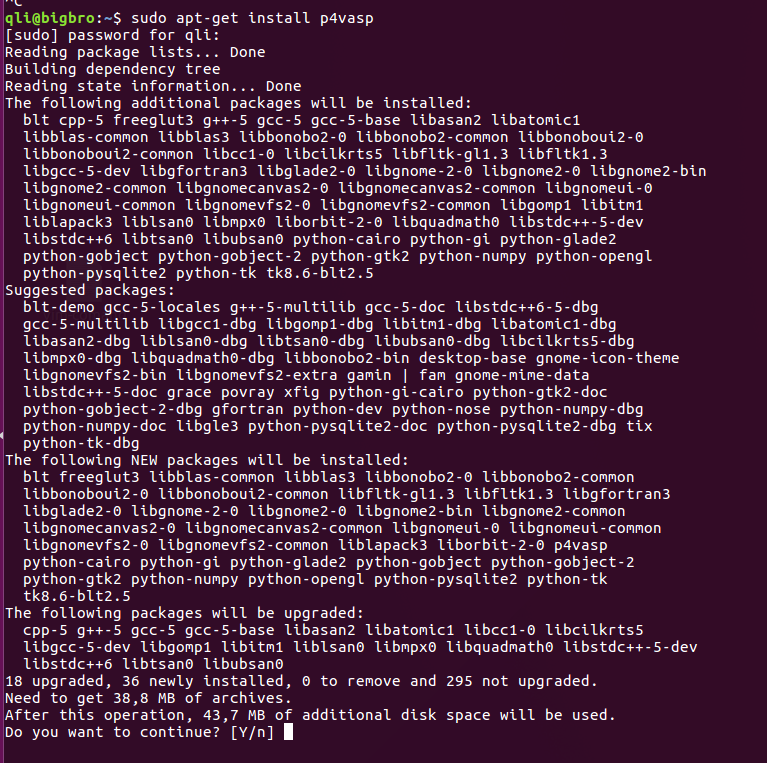 ^C
qli@bigbro:~$ sudo apt-get install p4vasp
[sudo] password for qli:
Reading package lists... Done
Building dependency tree
Reading state information... Done
The following additional packages will be installed:
  blt cpp-5 freeglut3 g++-5 gcc-5 gcc-5-base libasan2 libatomic1
  libblas-common libblas3 libbonobo2-0 libbonobo2-common libbonoboui2-0
  libbonoboui2-common libcc1-0 libcilkrts5 libfltk-gl1.3 libfltk1.3
  libgcc-5-dev libgfortran3 libglade2-0 libgnome-2-0 libgnome2-0 libgnome2-bin
  libgnome2-common libgnomecanvas2-0 libgnomecanvas2-common libgnomeui-0
  libgnomeui-common libgnomevfs2-0 libgnomevfs2-common libgomp1 libitm1
  liblapack3 liblsan0 libmpx0 liborbit-2-0 libquadmath0 libstdc++-5-dev
  libstdc++6 libtsan0 libubsan0 python-cairo python-gi python-glade2
  python-gobject python-gobject-2 python-gtk2 python-numpy python-opengl
  python-pysqlite2 python-tk tk8.6-blt2.5
Suggested packages:
  blt-demo gcc-5-locales g++-5-multilib gcc-5-doc libstdc++6-5-dbg
  gcc-5-multilib libgcc1-dbg libgomp1-dbg libitm1-dbg libatomic1-dbg
  libasan2-dbg liblsan0-dbg libtsan0-dbg libubsan0-dbg libcilkrts5-dbg
  libmpx0-dbg libquadmath0-dbg libbonobo2-bin desktop-base gnome-icon-theme
  libgnomevfs2-bin libgnomevfs2-extra gamin | fam gnome-mime-data
  libstdc++-5-doc grace povray xfig python-gi-cairo python-gtk2-doc
  python-gobject-2-dbg gfortran python-dev python-nose python-numpy-dbg
  python-numpy-doc libgle3 python-pysqlite2-doc python-pysqlite2-dbg tix
  python-tk-dbg
The following NEW packages will be installed:
  blt freeglut3 libblas-common libblas3 libbonobo2-0 libbonobo2-common
  libbonoboui2-0 libbonoboui2-common libfltk-gl1.3 libfltk1.3 libgfortran3
  libglade2-0 libgnome-2-0 libgnome2-0 libgnome2-bin libgnome2-common
  libgnomecanvas2-0 libgnomecanvas2-common libgnomeui-0 libgnomeui-common
  libgnomevfs2-0 libgnomevfs2-common liblapack3 liborbit-2-0 p4vasp
  python-cairo python-gi python-glade2 python-gobject python-gobject-2
  python-gtk2 python-numpy python-opengl python-pysqlite2 python-tk
  tk8.6-blt2.5
The following packages will be upgraded:
  cpp-5 g++-5 gcc-5 gcc-5-base libasan2 libatomic1 libcc1-0 libcilkrts5
  libgcc-5-dev libgomp1 libitm1 liblsan0 libmpx0 libquadmath0 libstdc++-5-dev
  libstdc++6 libtsan0 libubsan0
18 upgraded, 36 newly installed, 0 to remove and 295 not upgraded.
Need to get 38,8 MB of archives.
After this operation, 43,7 MB of additional disk space will be used.
Do you want to continue? [Y/n]